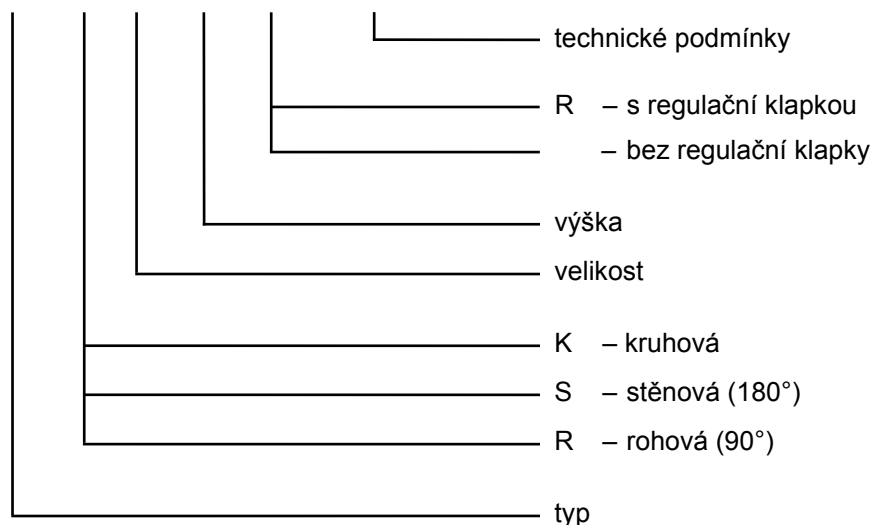 technické podmínky
R – s regulační klapkou
– bez regulační klapky
výška
velikost
K – kruhová
S – stěnová (180°)
R – rohová (90°)
typ